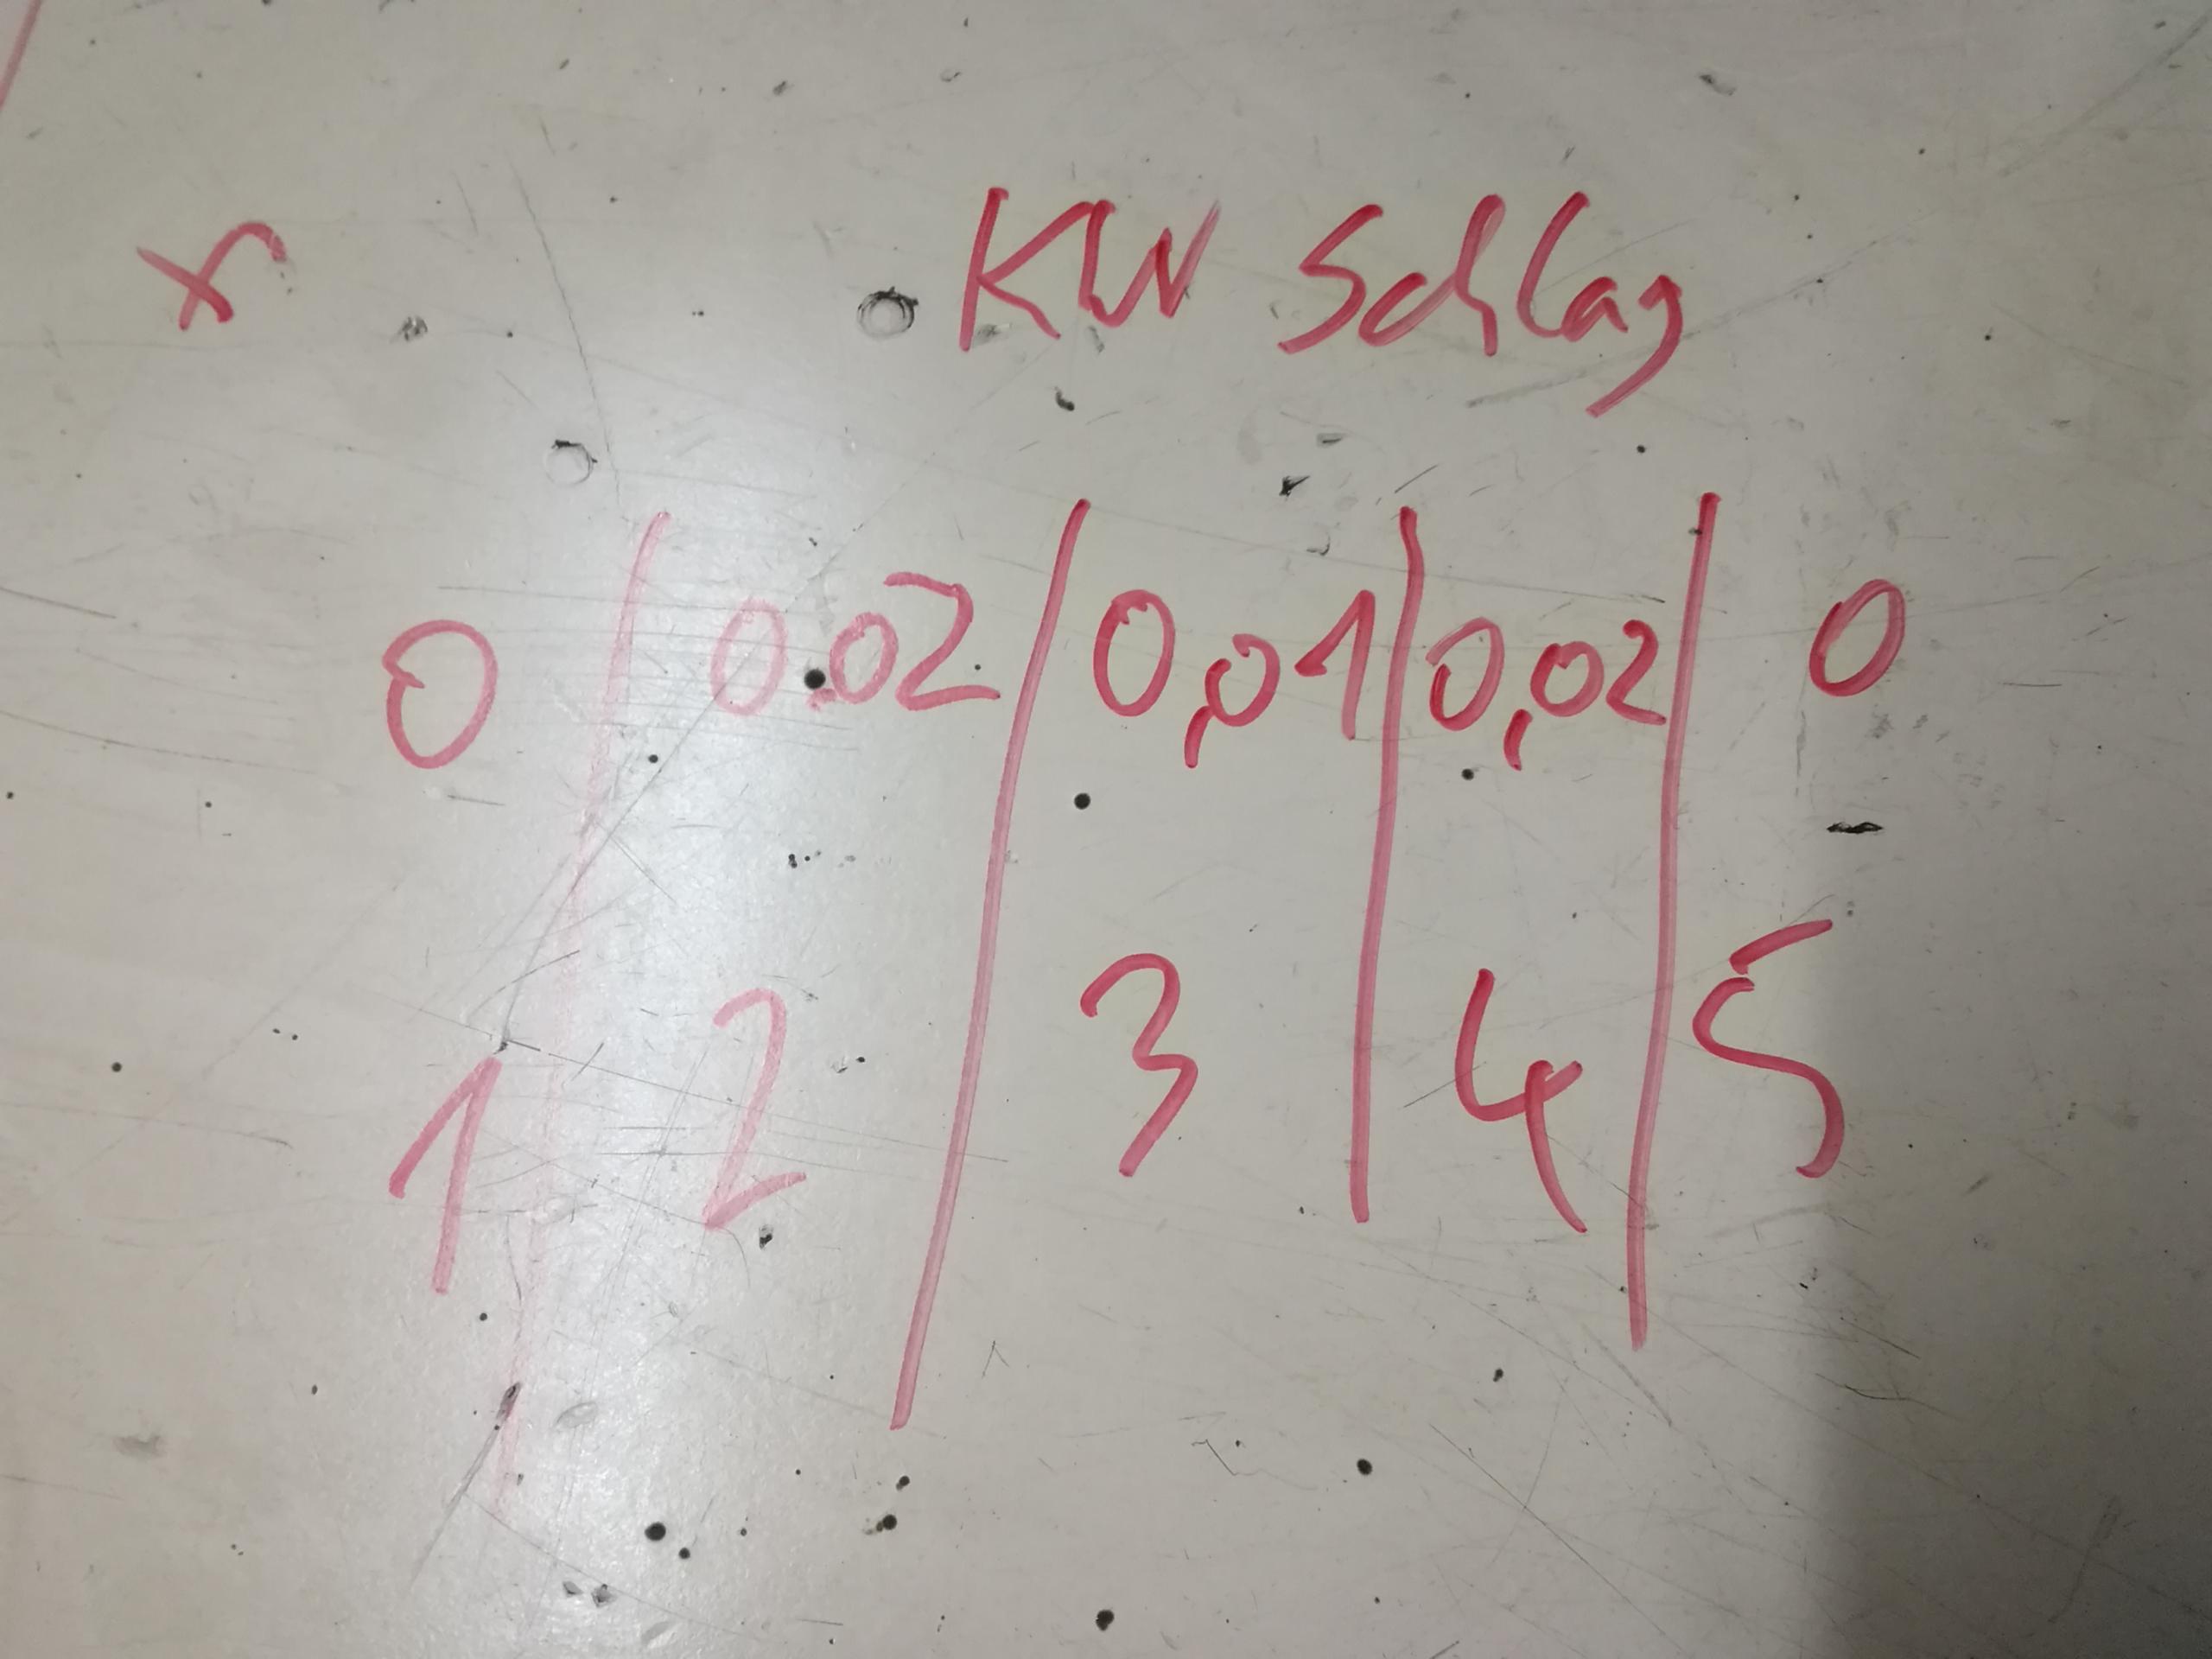 x KW Schlag
0 | 0.02 | 0,01 | 0,02 | 0
1 | 2 | 3 | 4 | 5